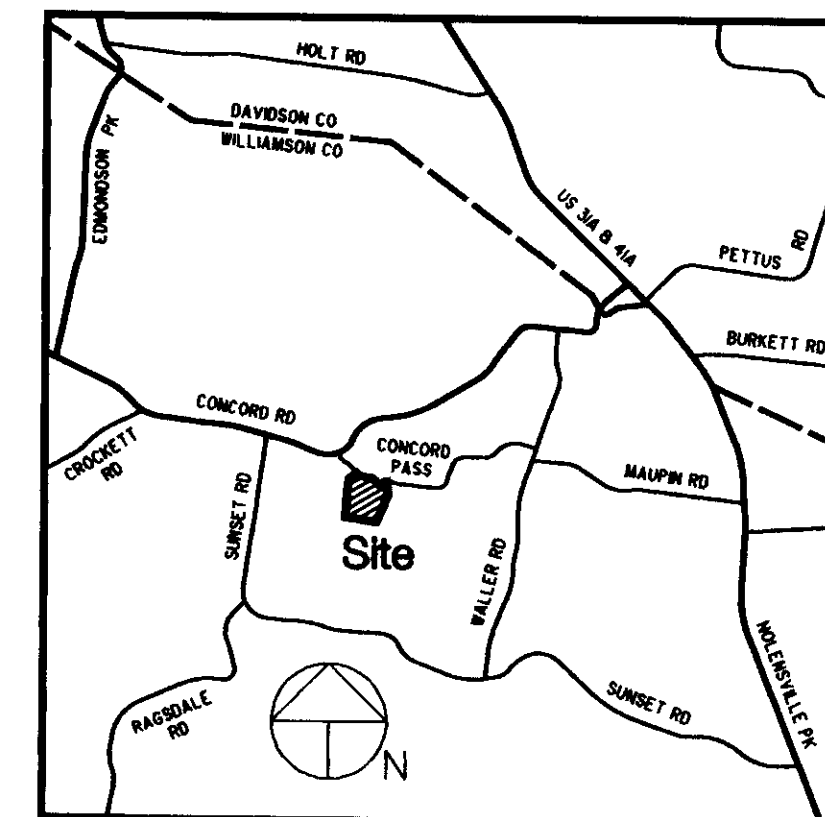 HOLT RD
DAVIDSON CO
WILLIAMSON CO
EDMONDSON PK
US 31A & 41A
PETTUS RD
BURKETT RD
CONCORD RD
CROCKETT
RD
CONCORD
PASS
MAUPIN RD
SUNSET RD
Site
WALLER RD
NOLENSVILLE PK
SUNSET RD
RAGSDALE
RD
N